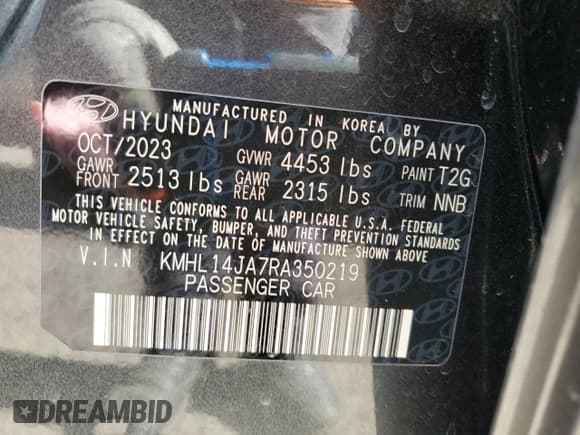 MANUFACTURED IN KOREA BY
HYUNDAI MOTOR COMPANY
OCT/2023 GVWR 4453 lbs PAINT T2G
GAWR FRONT 2513 lbs GAWR REAR 2315 lbs TRIM NNB
THIS VEHICLE CONFORMS TO ALL APPLICABLE U.S.A. FEDERAL
MOTOR VEHICLE SAFETY, BUMPER, AND THEFT PREVENTION STANDARDS
IN EFFECT ON THE DATE OF MANUFACTURE SHOWN ABOVE
V.I.N KMHL14JA7RA350219
PASSENGER CAR
DREAMBID